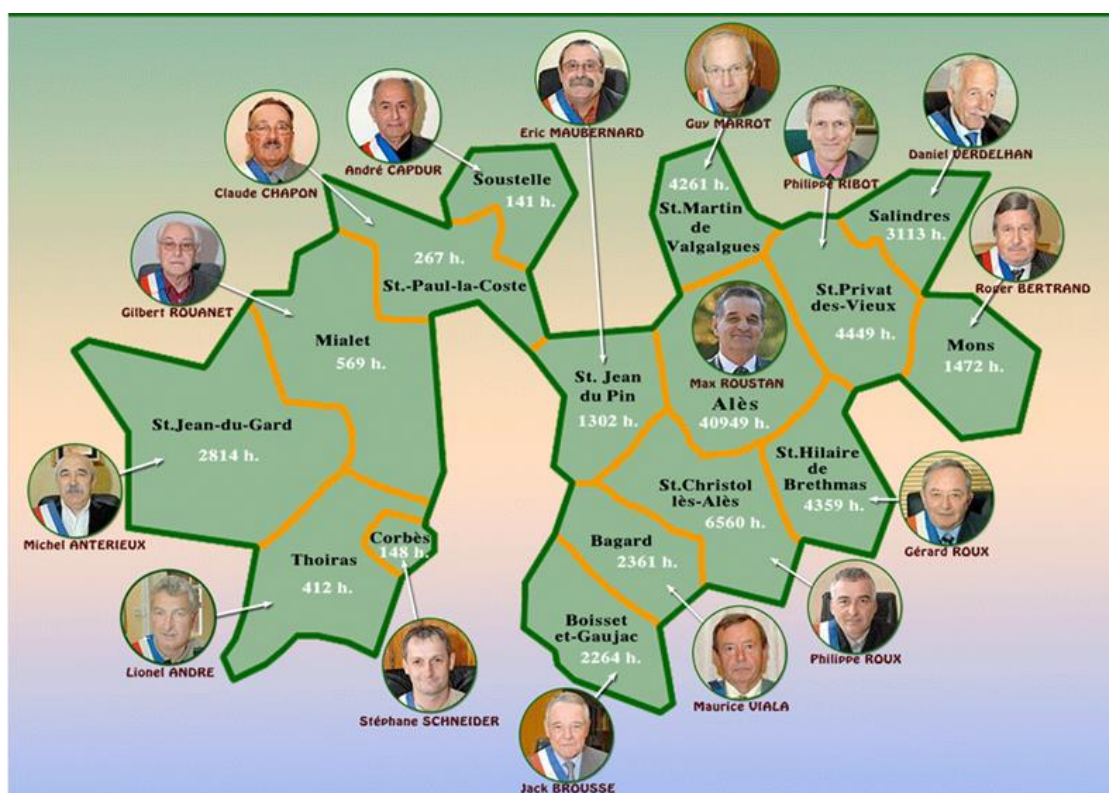 Eric MAUBERNARD
Guy MARROT
Daniel VERDELHAN
André CAPDUR
Claude CHAPON
Philippe RIBOT
Soustelle
141 h.
4261 h.
St.Martin
de
Valgalgues
Salindres
3113 h.
Roger BERTRAND
267 h.
St.-Paul-la-Coste
Gilbert ROUANET
St.Privat
des-Vieux
4449 h.
Mialet
569 h.
Mons
1472 h.
St. Jean
du Pin
1302 h.
Max ROUSTAN
Alès
40949 h.
St.Jean-du-Gard
2814 h.
St.Hilaire
de
Brethmas
4359 h.
St.Christol
lès-Alès
6560 h.
Michel ANTERIEUX
Gérard ROUX
Corbès
148 h.
Bagard
2361 h.
Thoiras
412 h.
Boisset
et-Gaujac
2264 h.
Lionel ANDRE
Philippe ROUX
Stéphane SCHNEIDER
Maurice VIALA
Jack BROUSSE